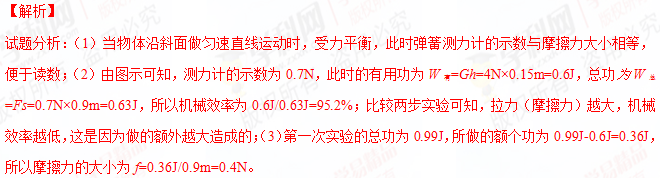 【解析】
试题分析:(1)当物体沿斜面做匀速直线运动时,受力平衡,此时弹簧测力计的示数与摩擦力大小相等,
便于读数;(2)由图示可知,测力计的示数为 0.7N,此时的有用功为 W有=Gh=4N×0.15m=0.6J,总功为W总
=Fs=0.7N×0.9m=0.63J,所以机械效率为 0.6J/0.63J=95.2%;比较两步实验可知,拉力(摩擦力)越大,机械
效率越低,这是因为做的额外越大造成的;(3)第一次实验的总功为 0.99J,所做的额个功为 0.99J-0.6J=0.36J,
所以摩擦力的大小为 f=0.36J/0.9m=0.4N。